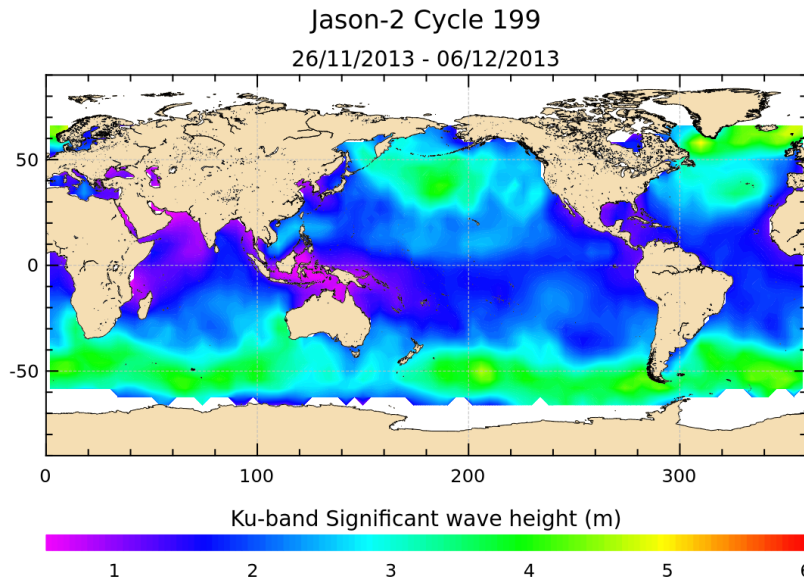 Jason-2 Cycle 199
26/11/2013 - 06/12/2013
50
0
-50
0 100 200 300
Ku-band Significant wave height (m)
1 2 3 4 5 6